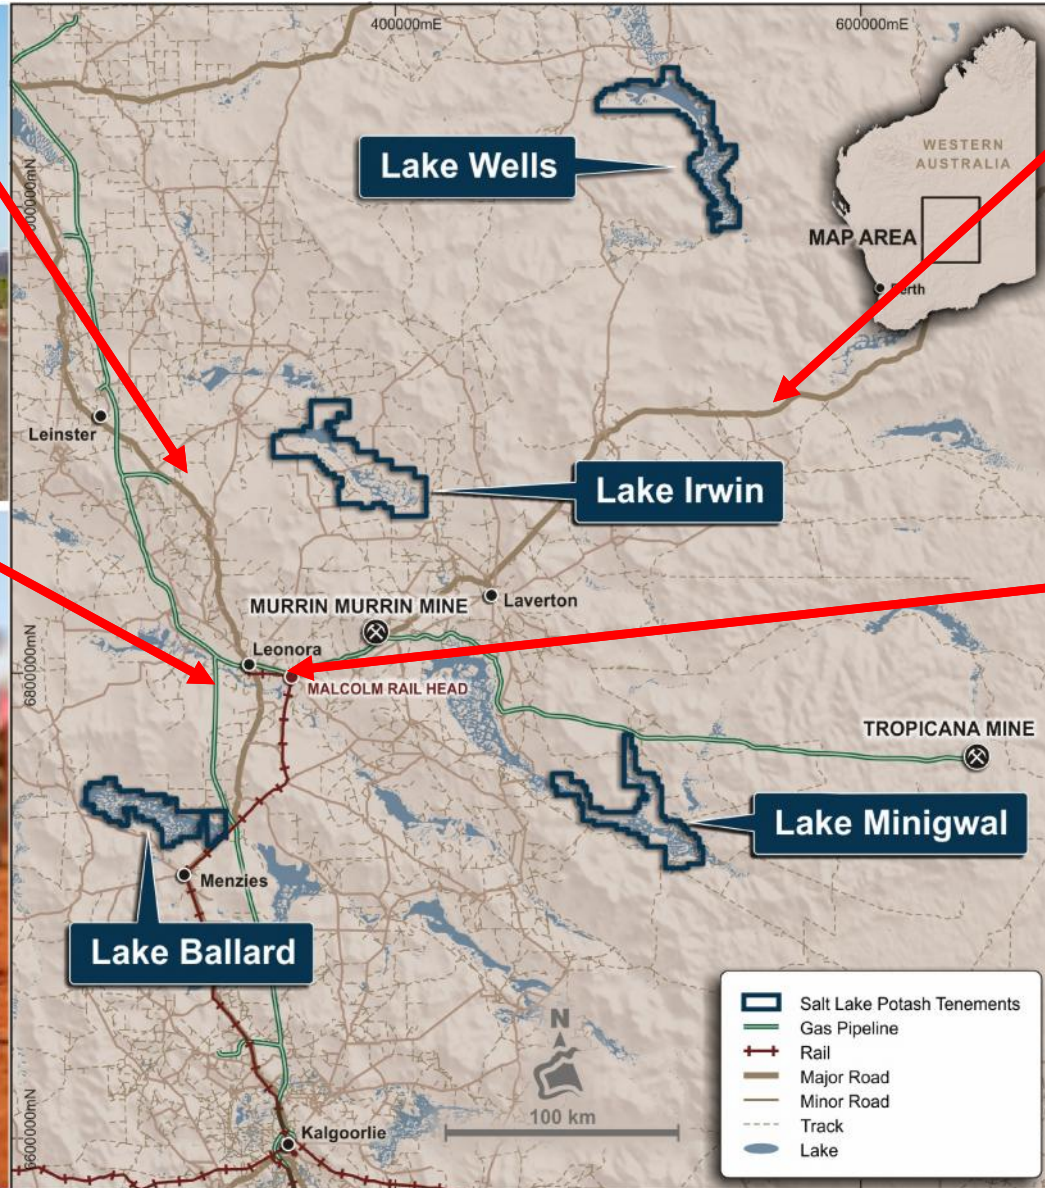 400000mE
600000mE
WESTERN
AUSTRALIA
Lake Wells
MAP AREA
Perth
Leinster
Lake Irwin
MURRIN MURRIN MINE
Laverton
Leonora
MALCOLM RAIL HEAD
6800000mN
TROPICANA MINE
Lake Minigwal
Menzies
Lake Ballard
N
100 km
Kalgoorlie
6600000mN
Salt Lake Potash Tenements
Gas Pipeline
Rail
Major Road
Minor Road
Track
Lake